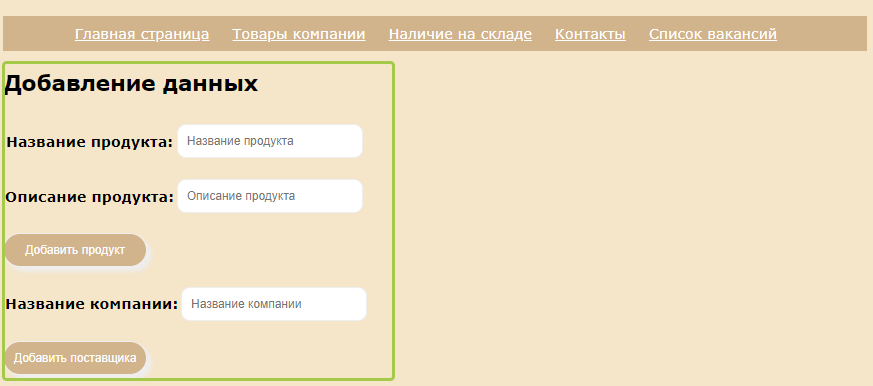 Главная страница Товары компании Наличие на складе Контакты Список вакансий
Добавление данных
Название продукта: Название продукта
Описание продукта: Описание продукта
Добавить продукт
Название компании: Название компании
Добавить поставщика